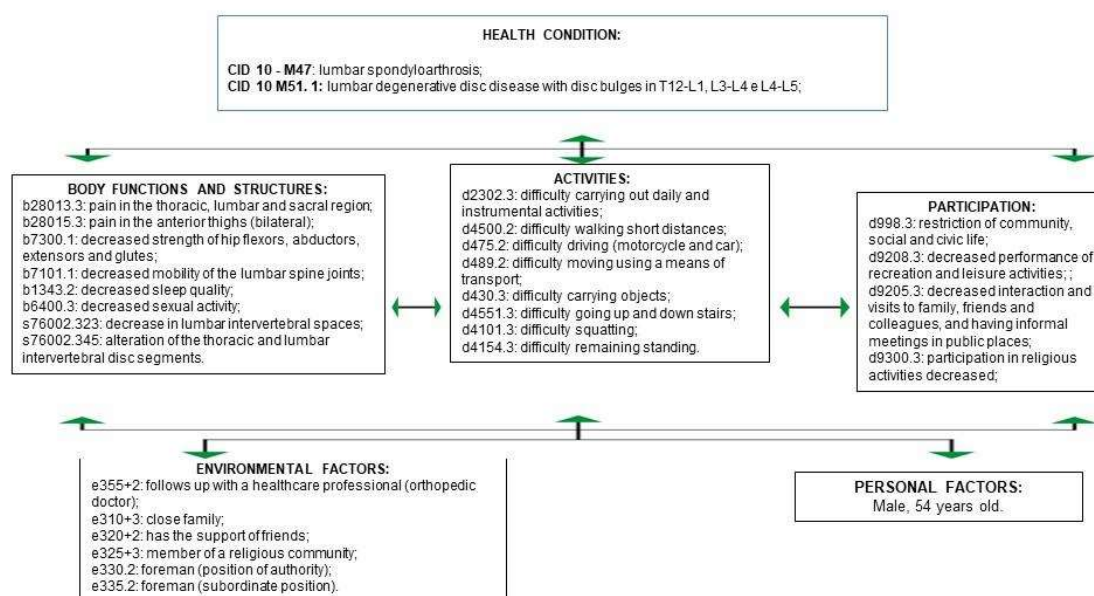 HEALTH CONDITION:
CID 10 - M47: lumbar spondyloarthrosis;
CID 10 M51. 1: lumbar degenerative disc disease with disc bulges in T12-L1, L3-L4 e L4-L5;
BODY FUNCTIONS AND STRUCTURES:
b28013.3: pain in the thoracic, lumbar and sacral region;
b28015.3: pain in the anterior thighs (bilateral);
b7300.1: decreased strength of hip flexors, abductors,
extensors and glutes;
b7101.1: decreased mobility of the lumbar spine joints;
b1343.2: decreased sleep quality;
b6400.3: decreased sexual activity;
s76002.323: decrease in lumbar intervertebral spaces;
s76002.345: alteration of the thoracic and lumbar
intervertebral disc segments.
ACTIVITIES:
d2302.3: difficulty carrying out daily and
instrumental activities;
d4500.2: difficulty walking short distances;
d475.2: difficulty driving (motorcycle and car);
d489.2: difficulty moving using a means of
transport;
d430.3: difficulty carrying objects;
d4551.3: difficulty going up and down stairs;
d4101.3: difficulty squatting;
d4154.3: difficulty remaining standing.
PARTICIPATION:
d998.3: restriction of community,
social and civic life;
d9208.3: decreased performance of
recreation and leisure activities; ;
d9205.3: decreased interaction and
visits to family, friends and
colleagues, and having informal
meetings in public places;
d9300.3: participation in religious
activities decreased;
ENVIRONMENTAL FACTORS:
e355+2: follows up with a healthcare professional (orthopedic
doctor);
e310+3: close family;
e320+2: has the support of friends;
e325+3: member of a religious community;
e330.2: foreman (position of authority);
e335.2: foreman (subordinate position).
PERSONAL FACTORS:
Male, 54 years old.